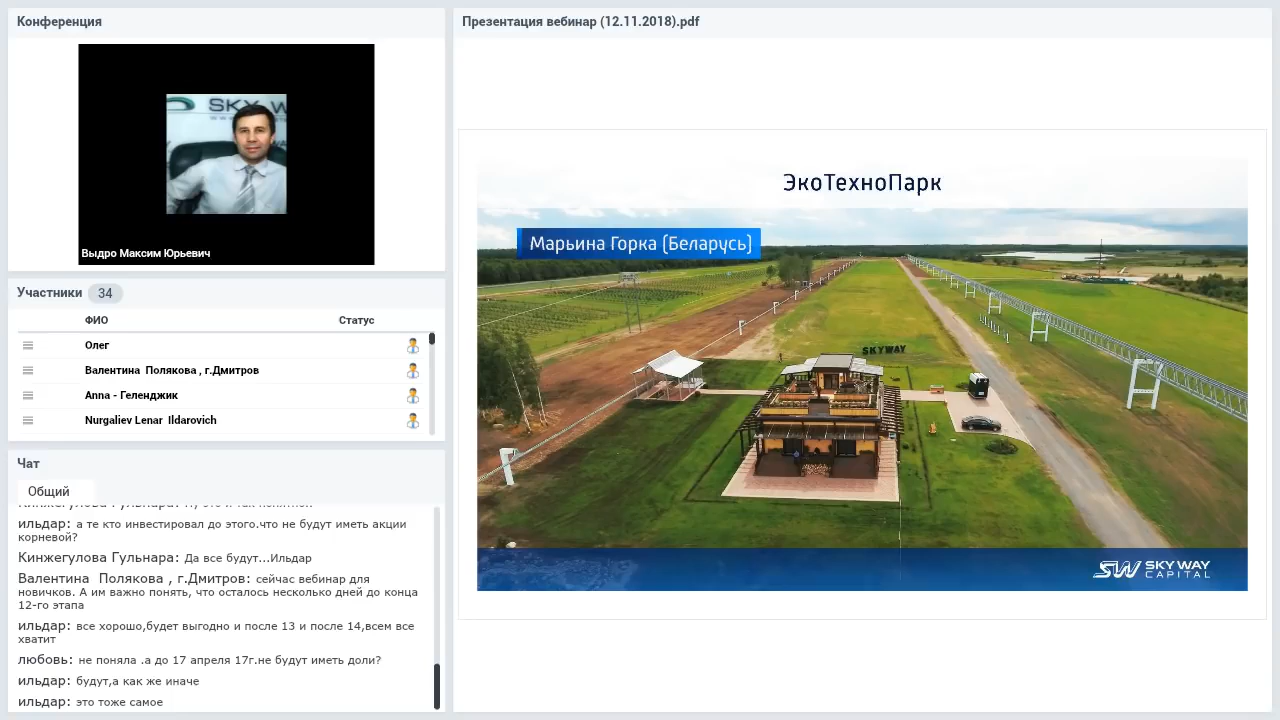 Конференция
SKY W
Выдро Максим Юрьевич
Участники 34
ФИО Статус
Олег
Валентина Полякова , г.Дмитров
Anna - Геленджик
Nurgaliev Lenar Ildarovich
Чат
Общий
ильдар: а те кто инвестировал до этого.что не будут иметь акции
корневой?
Кинжегулова Гульнара: Да все будут...Ильдар
Валентина Полякова , г.Дмитров: сейчас вебинар для
новичков. А им важно понять, что осталось несколько дней до конца
12-го этапа
ильдар: все хорошо,будет выгодно и после 13 и после 14,всем все
хватит
любовь: не поняла .а до 17 апреля 17г.не будут иметь доли?
ильдар: будут,а как же иначе
ильдар: это тоже самое
Презентация вебинар (12.11.2018).pdf
ЭкоТехноПарк
Марьина Горка (Беларусь)
SKYWAY
SW SKY WAY
CAPITAL